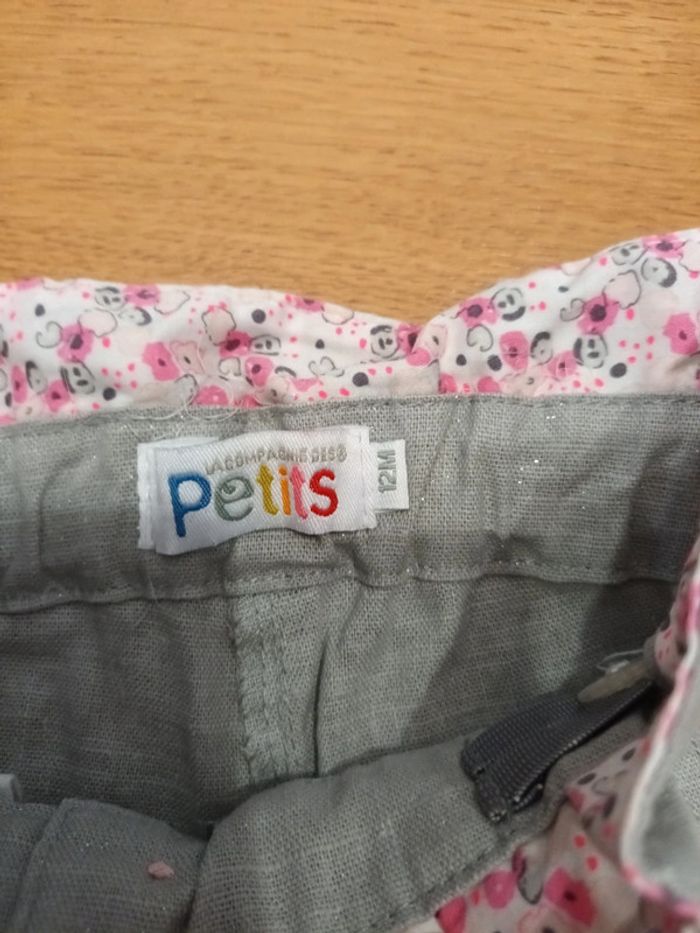 LA COMPAGNIE DES
Petits
12M